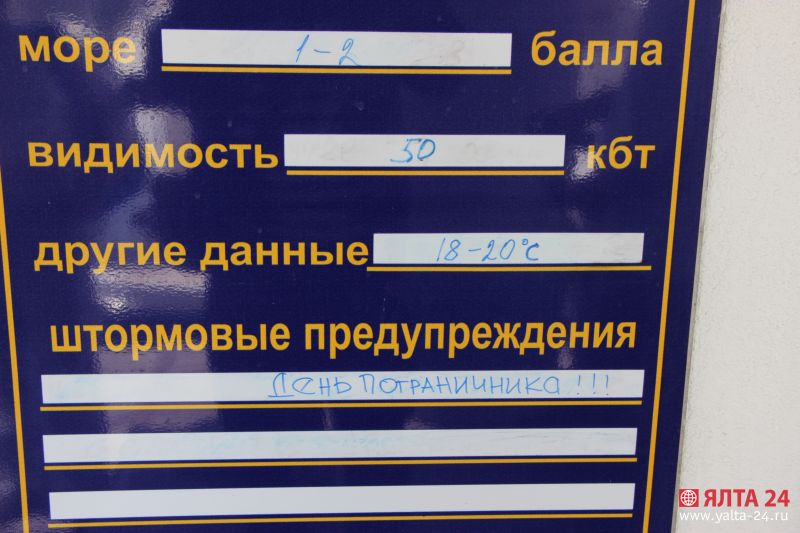 море 1-2 балла
видимость 50 кбт
другие данные 18-20°С
штормовые предупреждения
ДЕНЬ ПОГРАНИЧНИКА!!!
ЯЛТА 24
www.yalta-24.ru